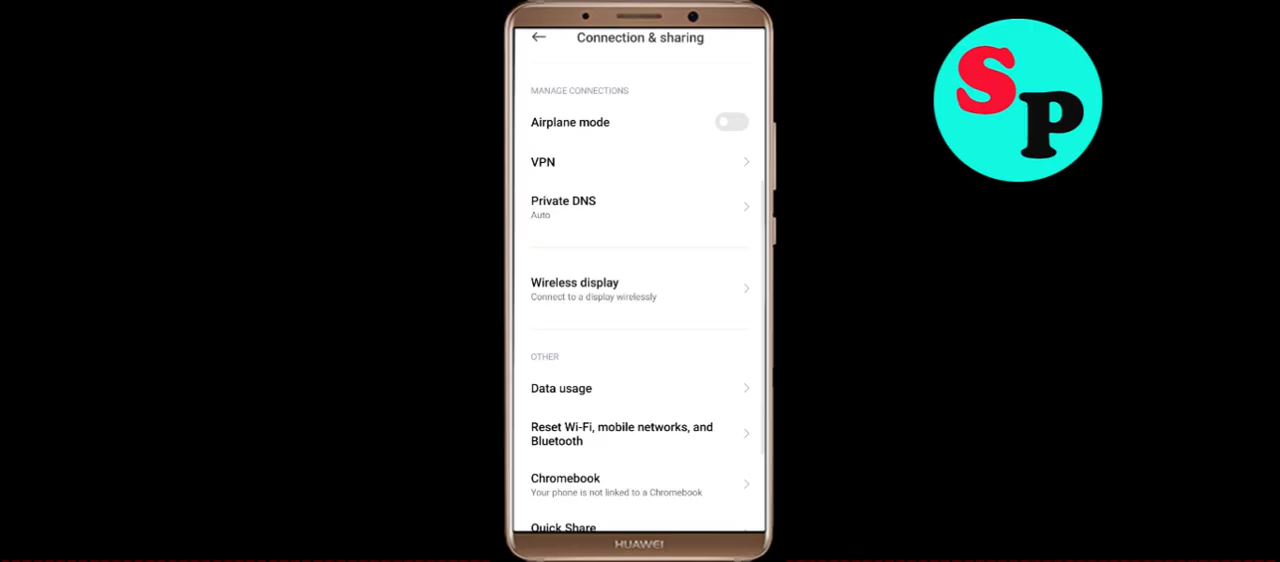 Connection & sharing
MANAGE CONNECTIONS
Airplane mode
VPN
Private DNS
Auto
Wireless display
Connect to a display wirelessly
OTHER
Data usage
Reset Wi-Fi, mobile networks, and
Bluetooth
Chromebook
Your phone is not linked to a Chromebook
Quick Share
HUAWEI
SP